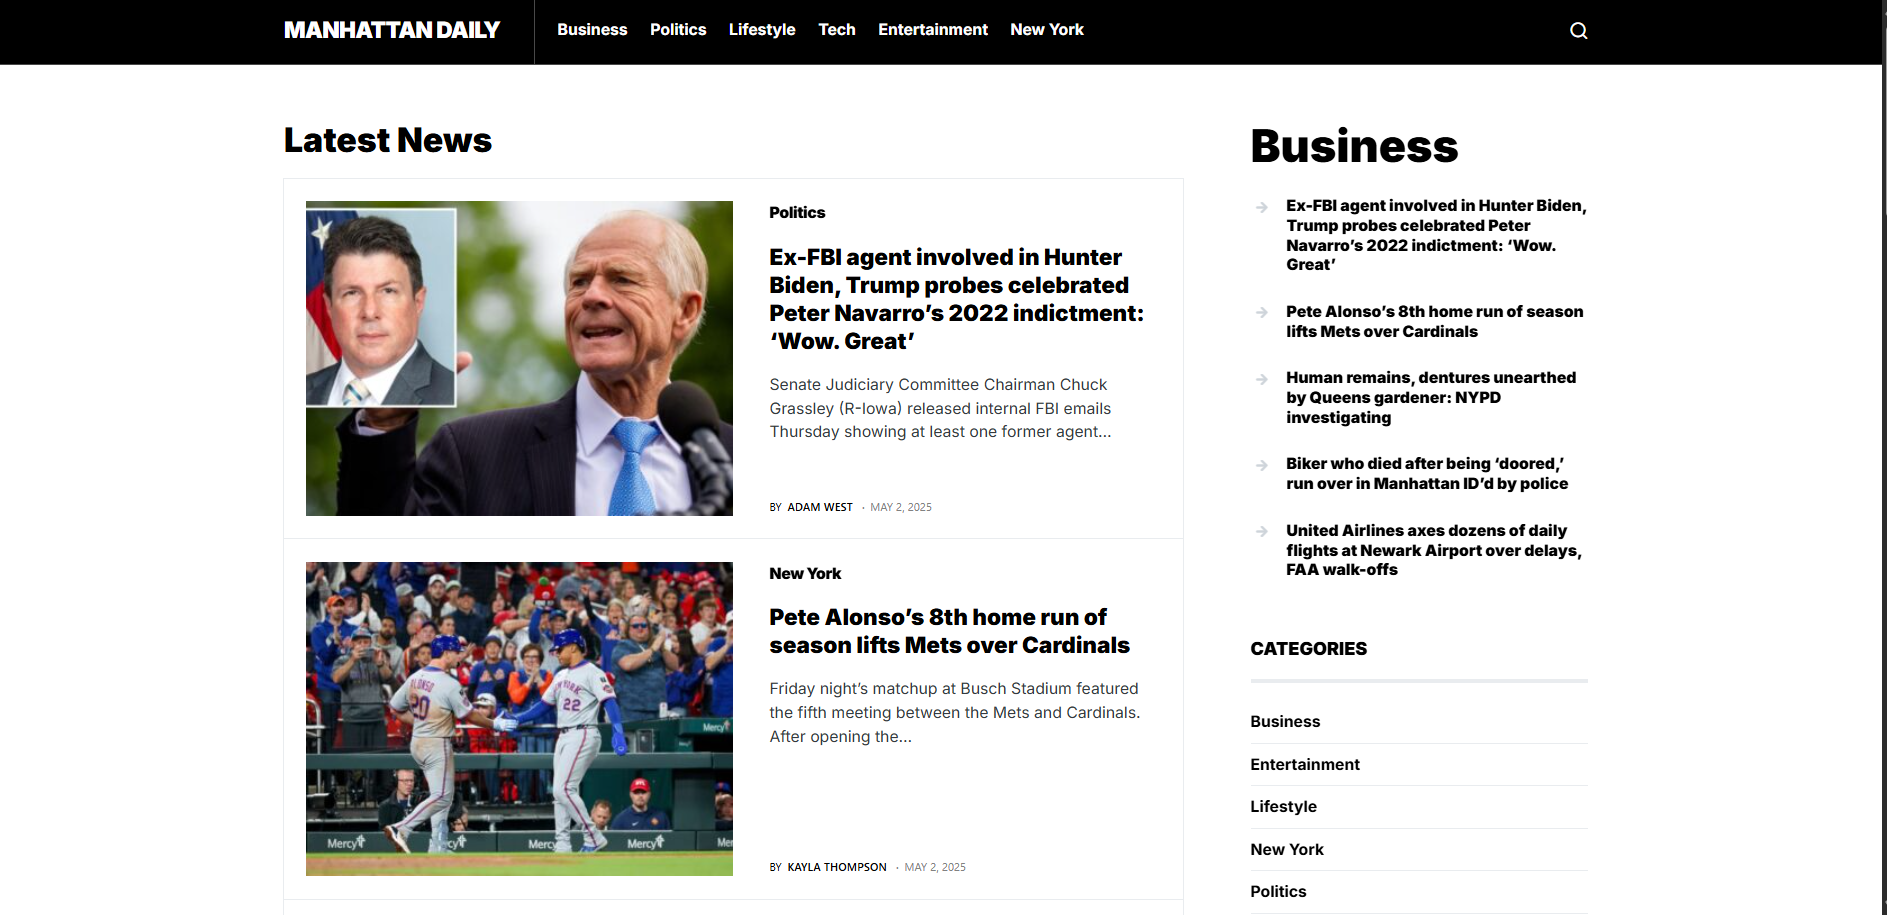 MANHATTAN DAILY
Business Politics Lifestyle Tech Entertainment New York
Latest News
Politics
Ex-FBI agent involved in Hunter
Biden, Trump probes celebrated
Peter Navarro’s 2022 indictment:
‘Wow. Great’
Senate Judiciary Committee Chairman Chuck
Grassley (R-Iowa) released internal FBI emails
Thursday showing at least one former agent...
BY ADAM WEST · MAY 2, 2025
ALONSO
20
22
Mercy
Mercy
Mercy
Mercy
New York
Pete Alonso’s 8th home run of
season lifts Mets over Cardinals
Friday night’s matchup at Busch Stadium featured
the fifth meeting between the Mets and Cardinals.
After opening the...
BY KAYLA THOMPSON · MAY 2, 2025
Business
Ex-FBI agent involved in Hunter Biden,
Trump probes celebrated Peter
Navarro’s 2022 indictment: ‘Wow.
Great’
Pete Alonso’s 8th home run of season
lifts Mets over Cardinals
Human remains, dentures unearthed
by Queens gardener: NYPD
investigating
Biker who died after being ‘doored,’
run over in Manhattan ID’d by police
United Airlines axes dozens of daily
flights at Newark Airport over delays,
FAA walk-offs
CATEGORIES
Business
Entertainment
Lifestyle
New York
Politics